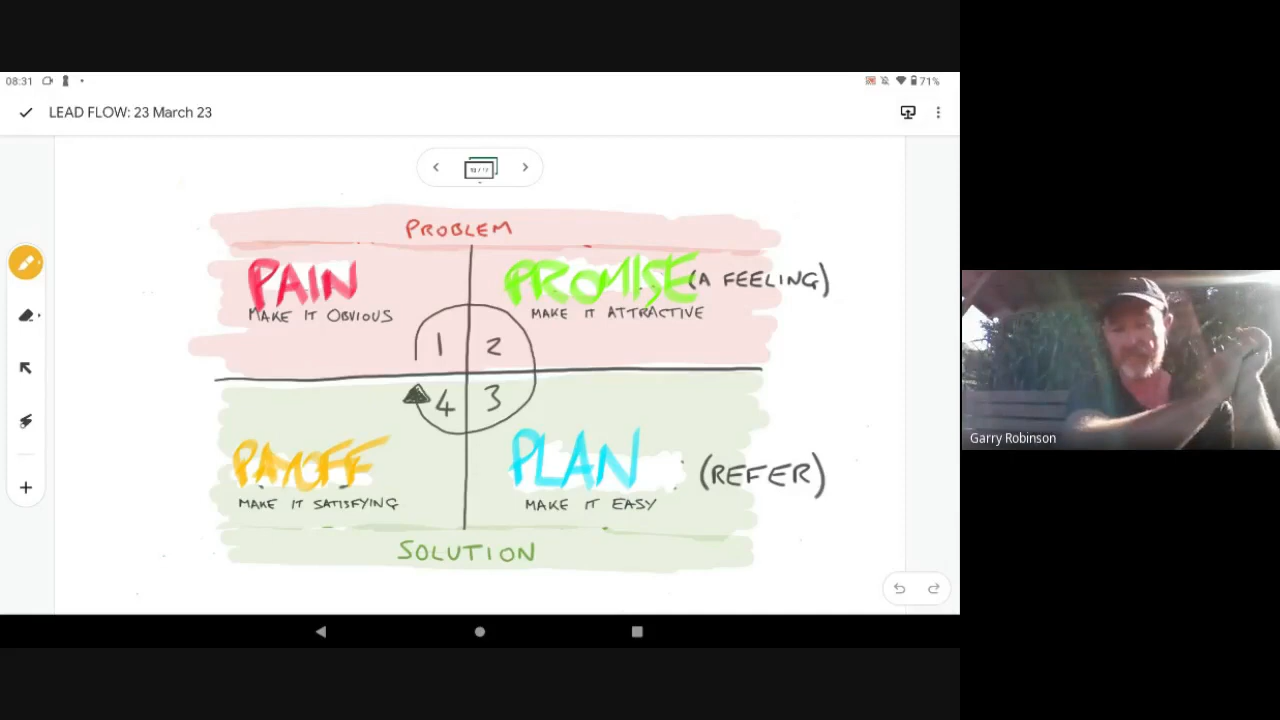 08:31
71%
LEAD FLOW: 23 March 23
PROBLEM
PAIN
MAKE IT OBVIOUS
PROMISE (A FEELING)
MAKE IT ATTRACTIVE
1 2
4 3
PAYOFF
MAKE IT SATISFYING
PLAN (REFER)
MAKE IT EASY
SOLUTION
Garry Robinson